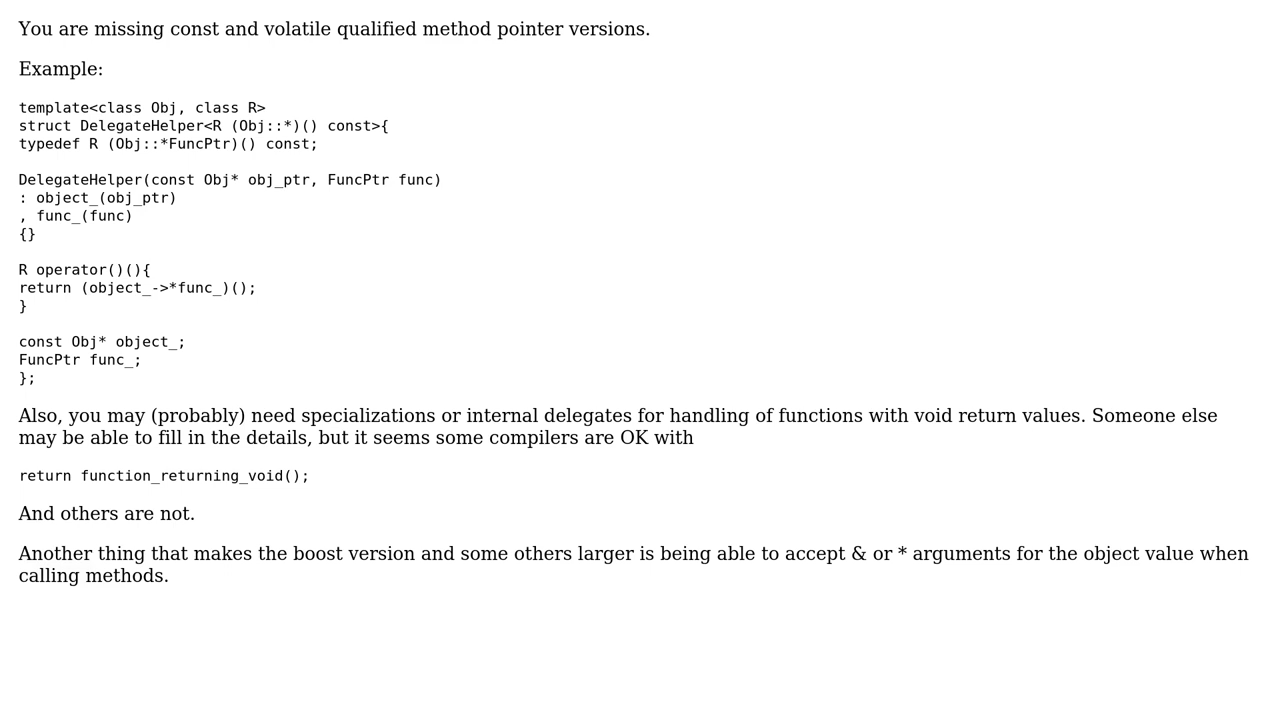 You are missing const and volatile qualified method pointer versions.
Example:
template<class Obj, class R>
struct DelegateHelper<R (Obj::*)() const>{
typedef R (Obj::*FuncPtr)() const;
DelegateHelper(const Obj* obj_ptr, FuncPtr func)
: object_(obj_ptr)
, func_(func)
{}
R operator()(){
return (object_->*func_)();
}
const Obj* object_;
FuncPtr func_;
};
Also, you may (probably) need specializations or internal delegates for handling of functions with void return values. Someone else
may be able to fill in the details, but it seems some compilers are OK with
return function_returning_void();
And others are not.
Another thing that makes the boost version and some others larger is being able to accept & or * arguments for the object value when
calling methods.